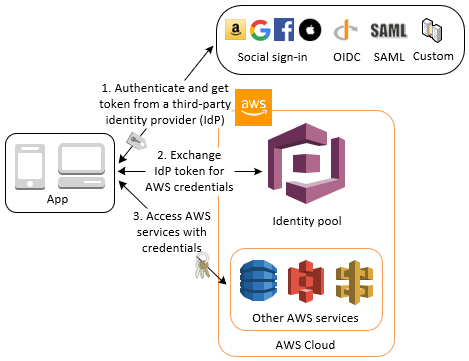 Social sign-in
OIDC
SAML
SAML
Custom
1. Authenticate and get
token from a third-party
identity provider (IdP)
aws
2. Exchange
IdP token for
AWS credentials
App
Identity pool
3. Access AWS
services with
credentials
Other AWS services
AWS Cloud